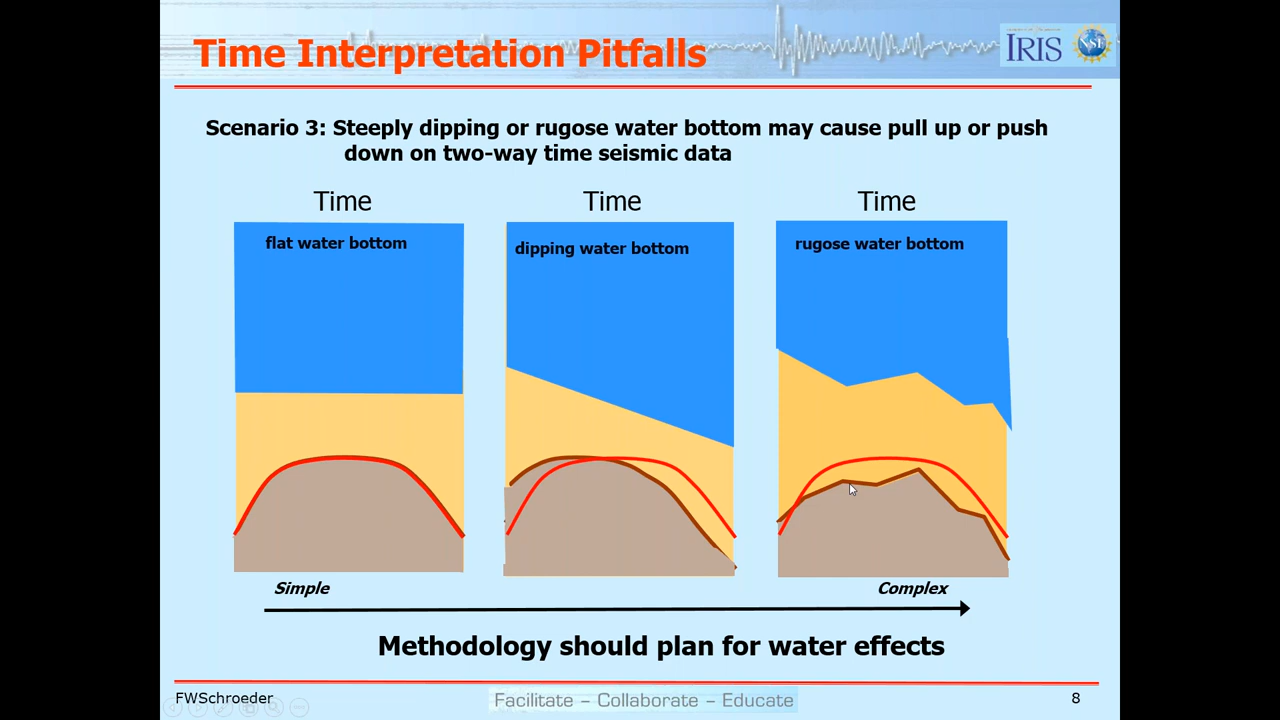 Time Interpretation Pitfalls
IRIS
NSF
Scenario 3: Steeply dipping or rugose water bottom may cause pull up or push
down on two-way time seismic data
Time
Time
Time
flat water bottom
dipping water bottom
rugose water bottom
Simple
Complex
Methodology should plan for water effects
FWSchroeder
Facilitate – Collaborate – Educate
8